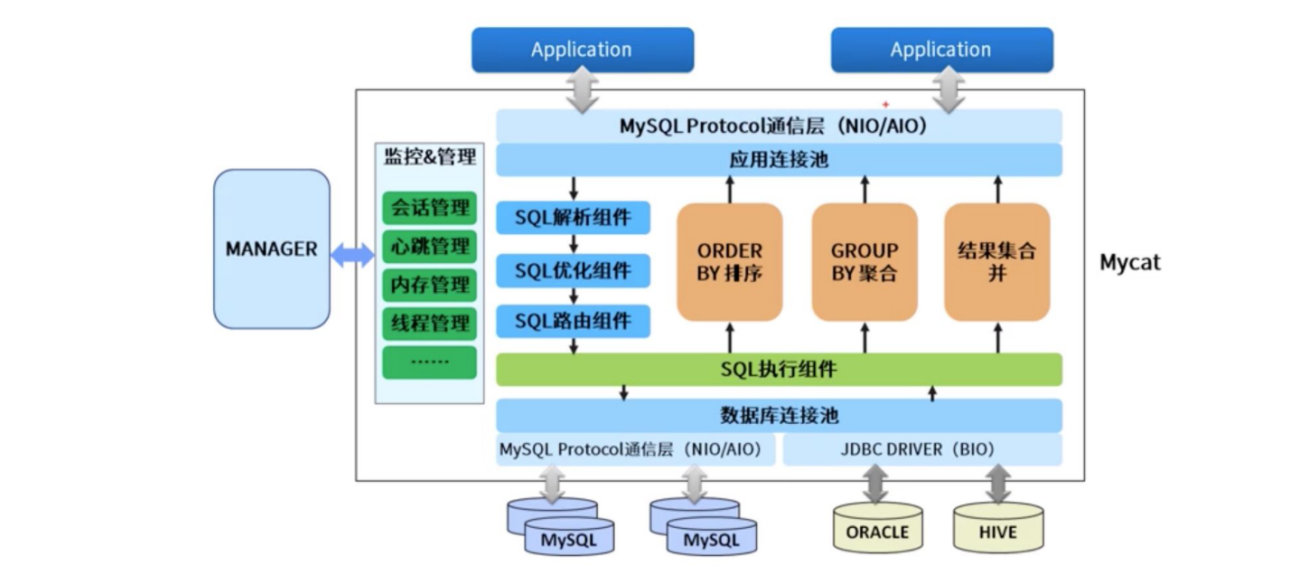 Application
Application
MySQL Protocol通信层（NIO/AIO）
应用连接池
监控&管理
会话管理
心跳管理
内存管理
线程管理
……
MANAGER
SQL解析组件
SQL优化组件
SQL路由组件
ORDER
BY 排序
GROUP
BY 聚合
结果集合
并
Mycat
SQL执行组件
数据库连接池
MySQL Protocol通信层（NIO/AIO）
JDBC DRIVER（BIO）
MySQL
MySQL
ORACLE
HIVE